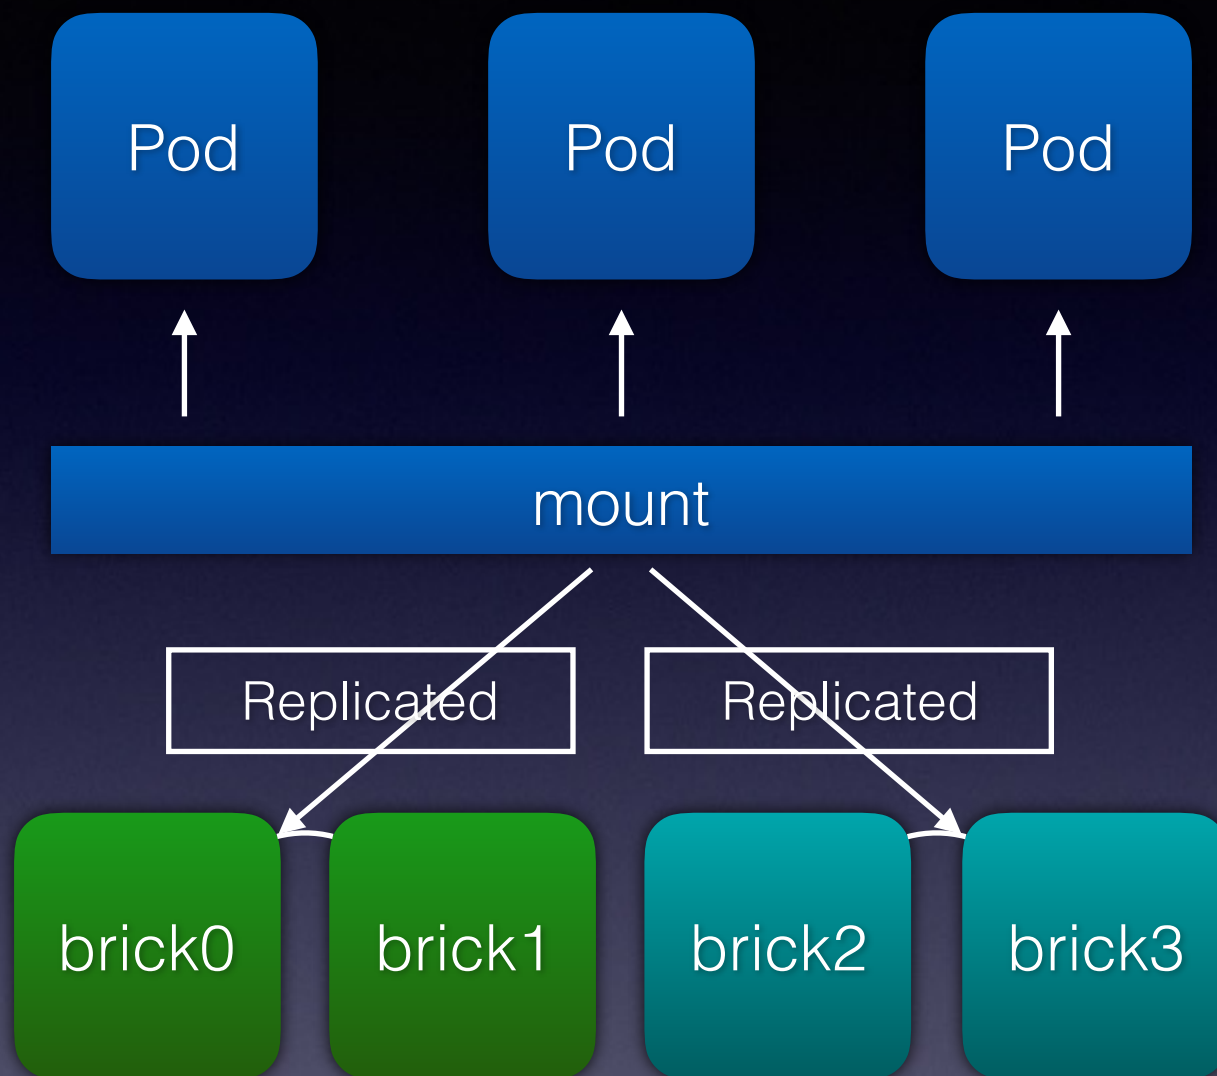 Pod
Pod
Pod
mount
Replicated
Replicated
brick0
brick1
brick2
brick3